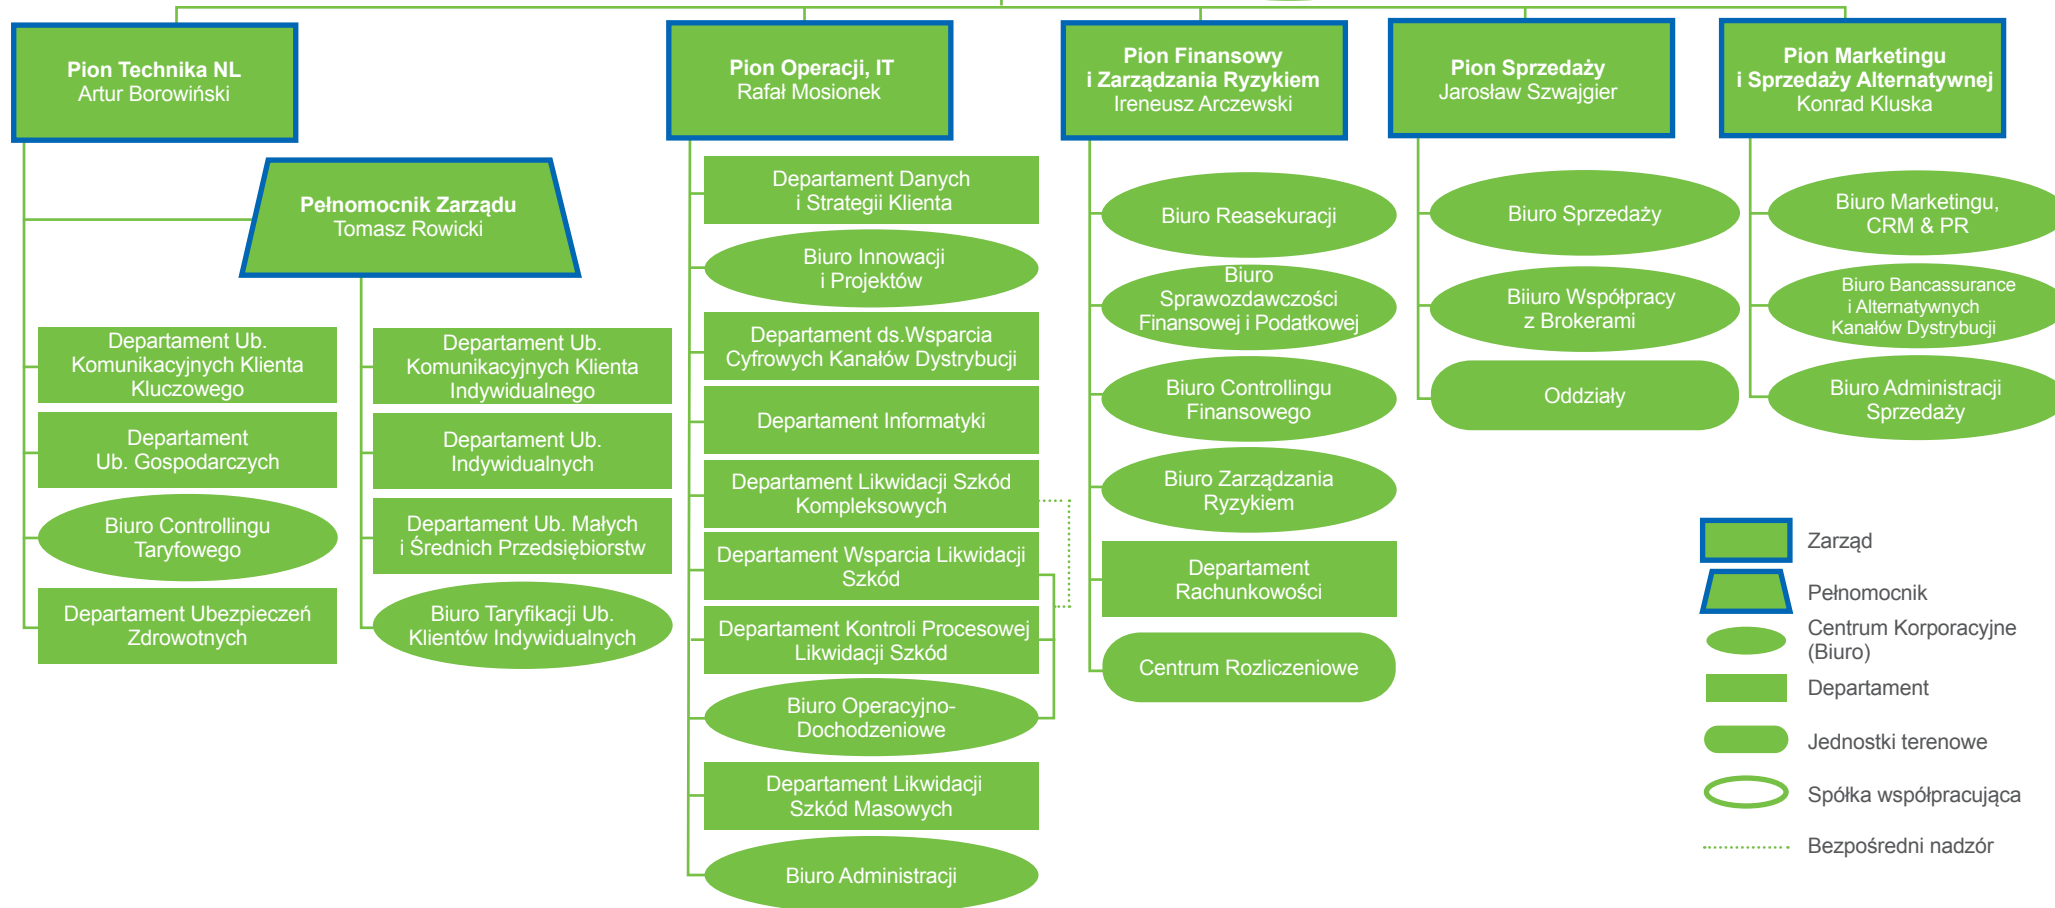 Pion Technika NL
Artur Borowiński
Pełnomocnik Zarządu
Tomasz Rowicki
Departament Ub.
Komunikacyjnych Klienta
Kluczowego
Departament
Ub. Gospodarczych
Biuro Controllingu
Taryfowego
Departament Ubezpieczeń
Zdrowotnych
Departament Ub.
Komunikacyjnych Klienta
Indywidualnego
Departament Ub.
Indywidualnych
Departament Ub. Małych
i Średnich Przedsiębiorstw
Biuro Taryfikacji Ub.
Klientów Indywidualnych
Pion Operacji, IT
Rafał Mosionek
Departament Danych
i Strategii Klienta
Biuro Innowacji
i Projektów
Departament ds.Wsparcia
Cyfrowych Kanałów Dystrybucji
Departament Informatyki
Departament Likwidacji Szkód
Kompleksowych
Departament Wsparcia Likwidacji
Szkód
Departament Kontroli Procesowej
Likwidacji Szkód
Biuro Operacyjno-
Dochodzeniowe
Departament Likwidacji
Szkód Masowych
Biuro Administracji
Pion Finansowy
i Zarządzania Ryzykiem
Ireneusz Arczewski
Biuro Reasekuracji
Biuro
Sprawozdawczości
Finansowej i Podatkowej
Biuro Controllingu
Finansowego
Biuro Zarządzania
Ryzykiem
Departament
Rachunkowości
Centrum Rozliczeniowe
Pion Sprzedaży
Jarosław Szwajgier
Biuro Sprzedaży
Biiuro Współpracy
z Brokerami
Oddziały
Pion Marketingu
i Sprzedaży Alternatywnej
Konrad Kluska
Biuro Marketingu,
CRM & PR
Biuro Bancassurance
i Alternatywnych
Kanałów Dystrybucji
Biuro Administracji
Sprzedaży
Zarząd
Pełnomocnik
Centrum Korporacyjne
(Biuro)
Departament
Jednostki terenowe
Spółka współpracująca
Bezpośredni nadzór